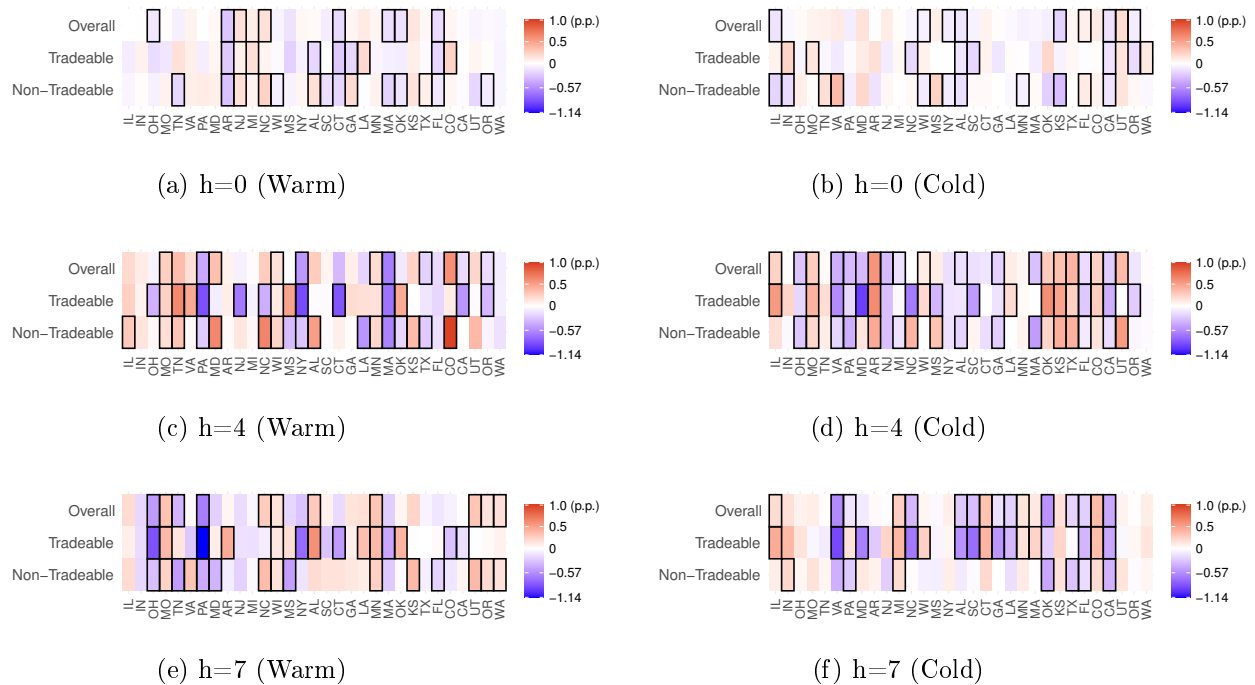 Overall
Tradeable
Non−Tradeable
IL IN OH MO TN VA PA MD AR NJ MI NC WI MS NY AL SC CT GA LA MN MA OK KS TX FL CO CA UT OR WA
1.0 (p.p.)
0.5
0
−0.57
−1.14
(a) h=0 (Warm)
Overall
Tradeable
Non−Tradeable
IL IN OH MO TN VA PA MD AR NJ MI NC WI MS NY AL SC CT GA LA MN MA OK KS TX FL CO CA UT OR WA
1.0 (p.p.)
0.5
0
−0.57
−1.14
(b) h=0 (Cold)
Overall
Tradeable
Non−Tradeable
IL IN OH MO TN VA PA MD AR NJ MI NC WI MS NY AL SC CT GA LA MN MA OK KS TX FL CO CA UT OR WA
1.0 (p.p.)
0.5
0
−0.57
−1.14
(c) h=4 (Warm)
Overall
Tradeable
Non−Tradeable
IL IN OH MO TN VA PA MD AR NJ MI NC WI MS NY AL SC CT GA LA MN MA OK KS TX FL CO CA UT OR WA
1.0 (p.p.)
0.5
0
−0.57
−1.14
(d) h=4 (Cold)
Overall
Tradeable
Non−Tradeable
IL IN OH MO TN VA PA MD AR NJ MI NC WI MS NY AL SC CT GA LA MN MA OK KS TX FL CO CA UT OR WA
1.0 (p.p.)
0.5
0
−0.57
−1.14
(e) h=7 (Warm)
Overall
Tradeable
Non−Tradeable
IL IN OH MO TN VA PA MD AR NJ MI NC WI MS NY AL SC CT GA LA MN MA OK KS TX FL CO CA UT OR WA
1.0 (p.p.)
0.5
0
−0.57
−1.14
(f) h=7 (Cold)